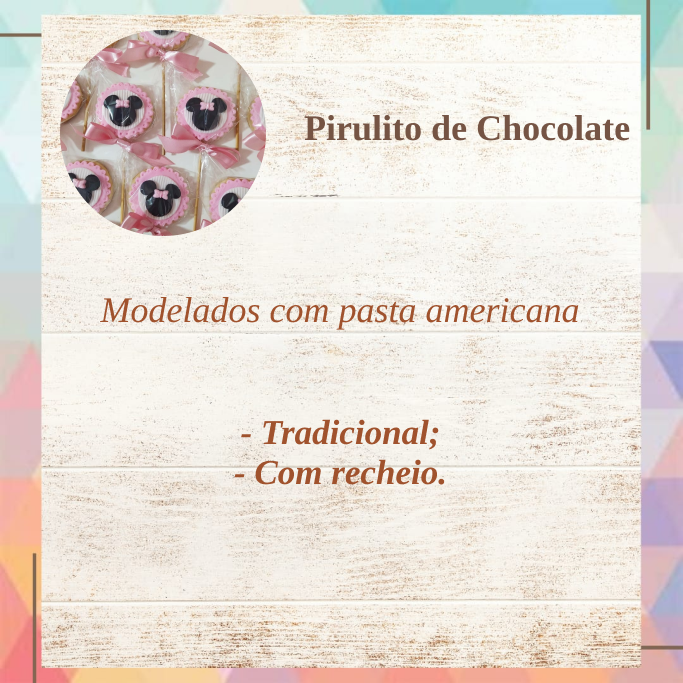 Pirulito de Chocolate
Modelados com pasta americana
- Tradicional;
- Com recheio.